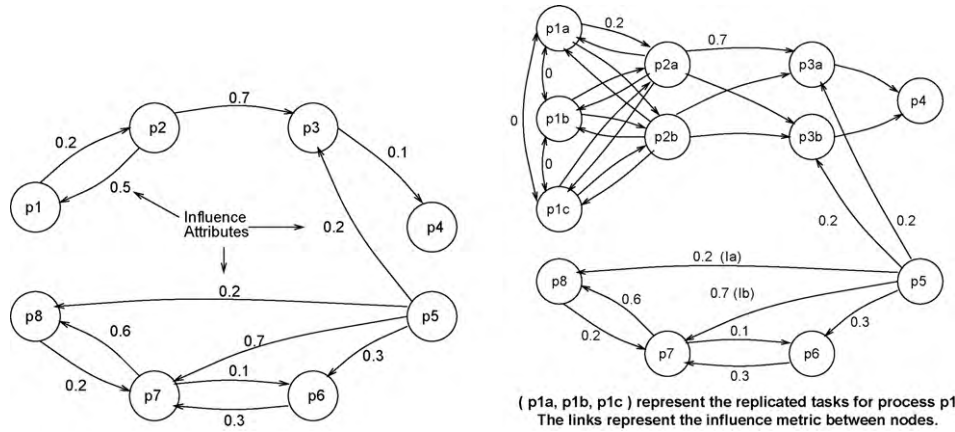 p1
p2
p3
p4
p5
p6
p7
p8
0.2
0.5
0.7
0.1
0.2
Influence
Attributes
0.2
0.6
0.2
0.7
0.1
0.3
0.3
p1a
p1b
p1c
p2a
p2b
p3a
p3b
p4
p5
p6
p7
p8
0.2
0.7
0
0
0
0.2
0.2
0.2 (Ia)
0.7 (Ib)
0.6
0.2
0.1
0.3
0.3
( p1a, p1b, p1c ) represent the replicated tasks for process p1
The links represent the influence metric between nodes.